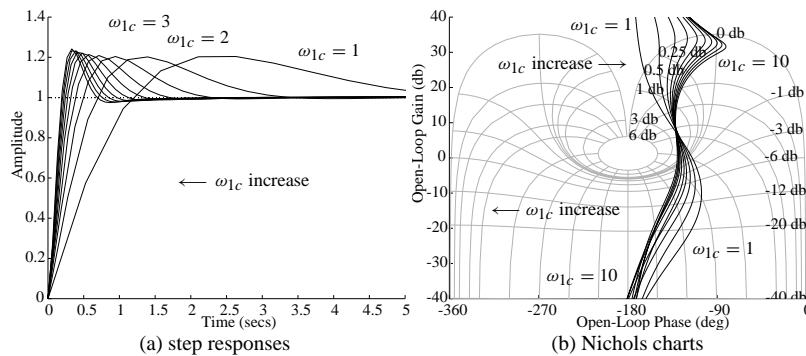 1.4
1.2
1
0.8
0.6
0.4
0.2
0
Amplitude
ω1c = 3
ω1c = 2
ω1c = 1
← ω1c increase
0 0.5 1 1.5 2 2.5 3 3.5 4 4.5 5
Time (secs)
(a) step responses
40
30
20
10
0
-10
-20
-30
-40
Open-Loop Gain (db)
ω1c = 1
0 db
0.25 db
ω1c increase →
0.5 db
ω1c = 10
1 db
-1 db
3 db
-3 db
6 db
-6 db
-12 db
← ω1c increase
-20 db
ω1c = 1
ω1c = 10
-40 db
-360 -270 -180 -90 0
Open-Loop Phase (deg)
(b) Nichols charts